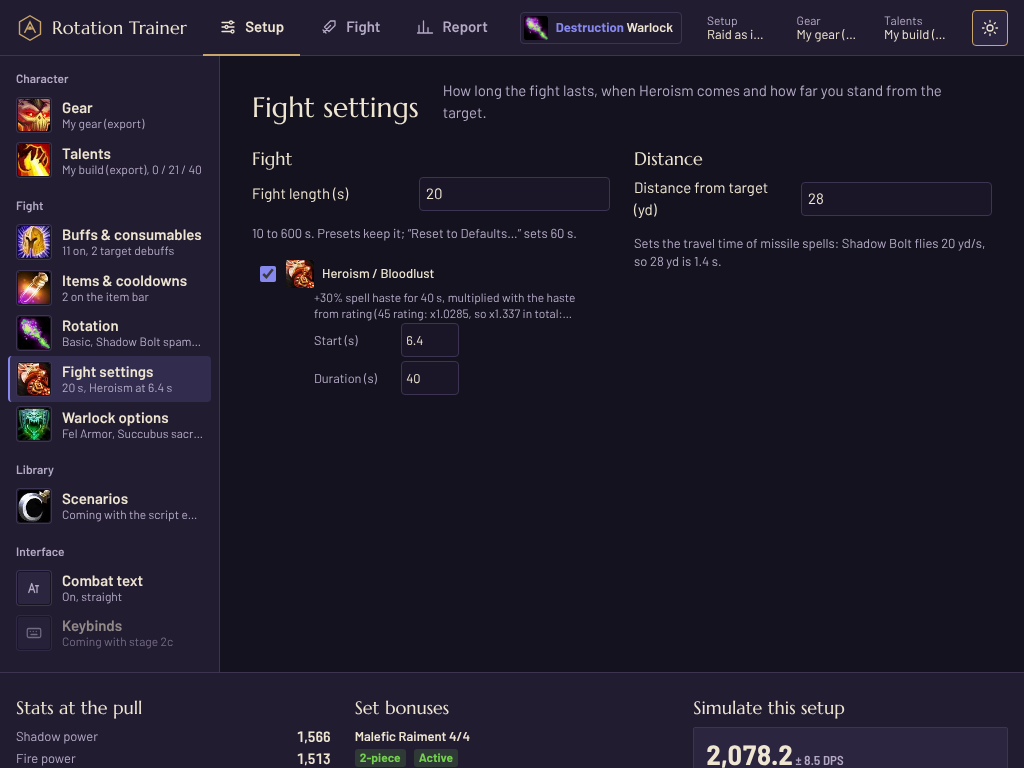 Rotation Trainer
Setup
Fight
Report
Destruction Warlock
Setup
Raid as i...
Gear
My gear (...
Talents
My build (...
Character
Gear
My gear (export)
Talents
My build (export), 0 / 21 / 40
Fight
Buffs & consumables
11 on, 2 target debuffs
Items & cooldowns
2 on the item bar
Rotation
Basic, Shadow Bolt spam...
Fight settings
20 s, Heroism at 6.4 s
Warlock options
Fel Armor, Succubus sacr...
Library
Scenarios
Coming with the script e...
Interface
AT
Combat text
On, straight
Keybinds
Coming with stage 2c
Fight settings
How long the fight lasts, when Heroism comes and how far you stand from the
target.
Fight
Fight length (s)
20
10 to 600 s. Presets keep it; “Reset to Defaults…” sets 60 s.
Heroism / Bloodlust
+30% spell haste for 40 s, multiplied with the haste
from rating (45 rating: x1.0285, so x1.337 in total:...
Start (s)
6.4
Duration (s)
40
Distance
Distance from target
(yd)
28
Sets the travel time of missile spells: Shadow Bolt flies 20 yd/s,
so 28 yd is 1.4 s.
Stats at the pull
Shadow power
1,566
Fire power
1,513
Set bonuses
Malefic Raiment 4/4
2-piece
Active
Simulate this setup
2,078.2 ± 8.5 DPS